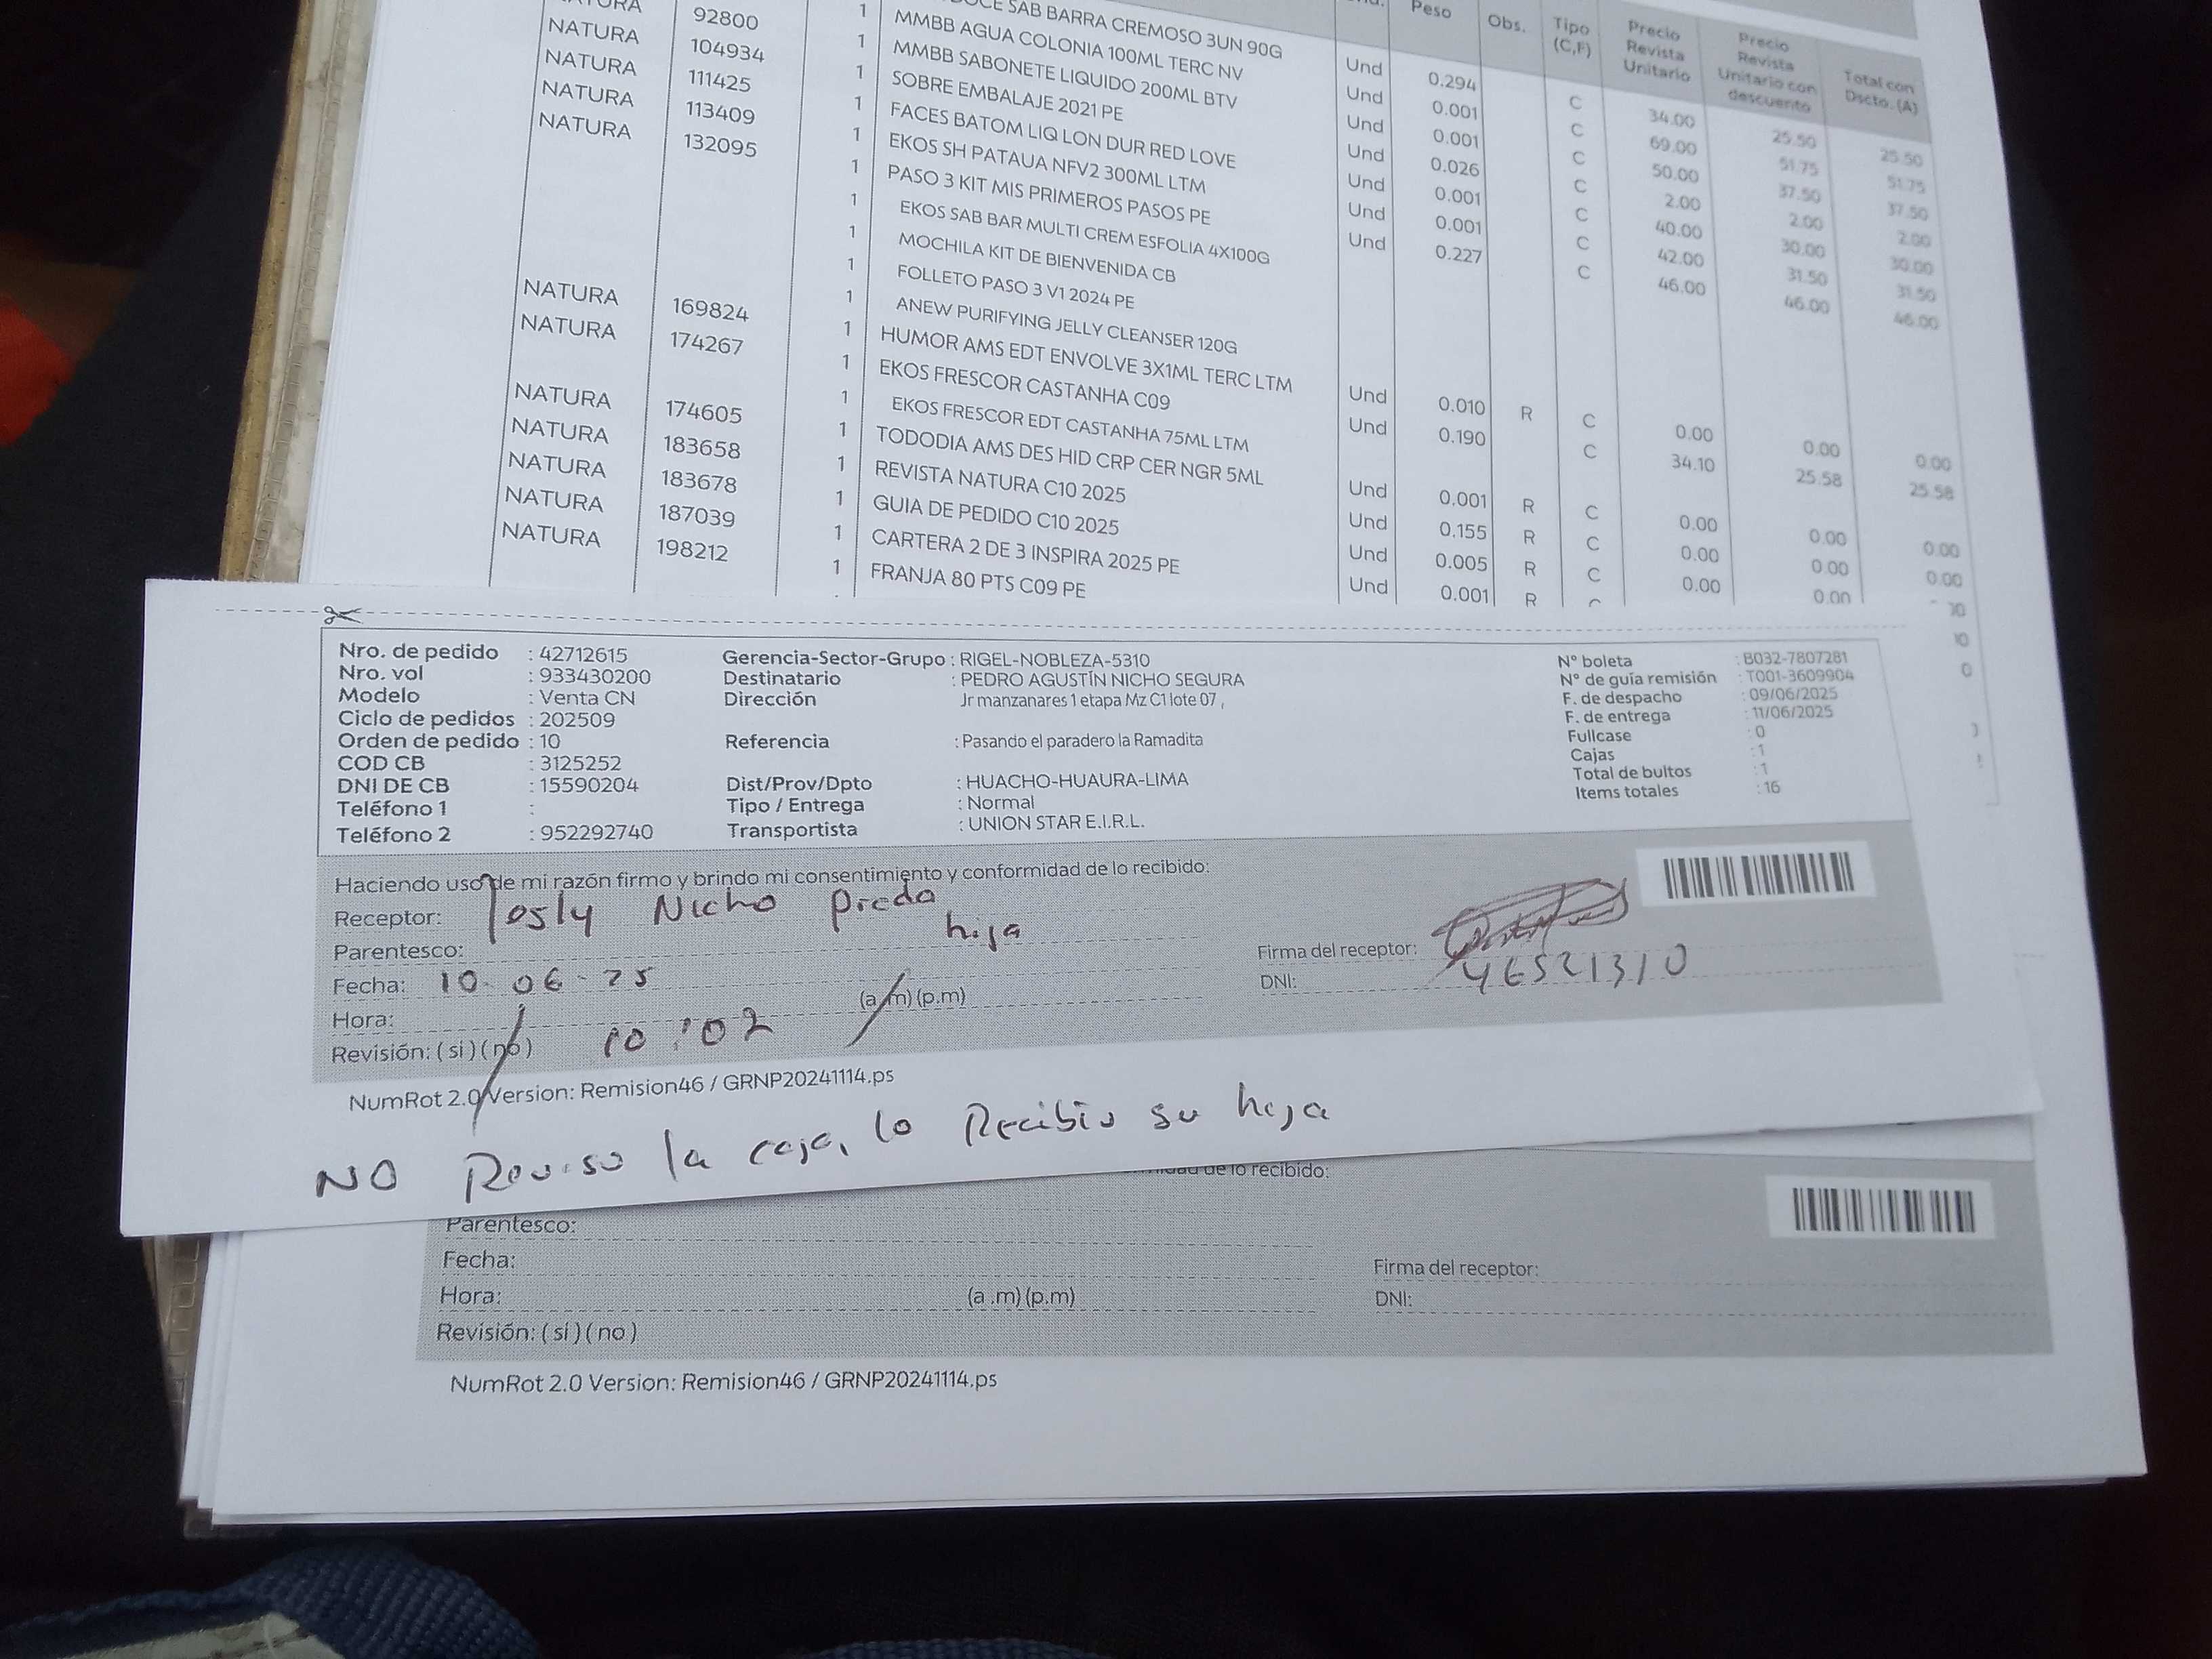 Peso Obs. Tipo (C,F) Precio Revista Unitario Precio Revista Unitario con descuento Total con Dscto. (A)
92800 1 SAB BARRA CREMOSO 3UN 90G Und 0.294 C 34.00 25.50 25.50
NATURA 104934 1 MMBB AGUA COLONIA 100ML TERC NV Und 0.001 C 69.00 51.75 51.75
NATURA 111425 1 MMBB SABONETE LIQUIDO 200ML BTV Und 0.001 C 50.00 37.50 37.50
NATURA 113409 1 SOBRE EMBALAJE 2021 PE Und 0.026 C 2.00 2.00 2.00
NATURA 132095 1 FACES BATOM LIQ LON DUR RED LOVE Und 0.001 C 40.00 30.00 30.00
1 EKOS SH PATAUA NFV2 300ML LTM Und 0.001 C 42.00 31.50 31.50
1 PASO 3 KIT MIS PRIMEROS PASOS PE Und 0.227 C 46.00 46.00 46.00
1 EKOS SAB BAR MULTI CREM ESFOLIA 4X100G
1 MOCHILA KIT DE BIENVENIDA CB
1 FOLLETO PASO 3 V1 2024 PE
1 ANEW PURIFYING JELLY CLEANSER 120G
NATURA 169824 1 HUMOR AMS EDT ENVOLVE 3X1ML TERC LTM Und 0.010 R C 0.00 0.00 0.00
NATURA 174267 1 EKOS FRESCOR CASTANHA C09 Und 0.190 C 34.10 25.58 25.58
1 EKOS FRESCOR EDT CASTANHA 75ML LTM
NATURA 174605 1 TODODIA AMS DES HID CRP CER NGR 5ML Und 0.001 R C 0.00 0.00 0.00
NATURA 183658 1 REVISTA NATURA C10 2025 Und 0.155 R C 0.00 0.00 0.00
NATURA 183678 1 GUIA DE PEDIDO C10 2025 Und 0.005 R C 0.00 0.00
NATURA 187039 1 CARTERA 2 DE 3 INSPIRA 2025 PE Und 0.001 R
NATURA 198212 1 FRANJA 80 PTS C09 PE
Nro. de pedido : 42712615 Gerencia-Sector-Grupo : RIGEL-NOBLEZA-5310 N° boleta : B032-7807281
Nro. vol : 933430200 Destinatario : PEDRO AGUSTÍN NICHO SEGURA N° de guía remisión : T001-3609904
Modelo : Venta CN Dirección Jr manzanares 1 etapa Mz C1 lote 07 , F. de despacho : 09/06/2025
Ciclo de pedidos : 202509 F. de entrega : 11/06/2025
Orden de pedido : 10 Referencia : Pasando el paradero la Ramadita Fullcase : 0
COD CB : 3125252 Cajas : 1
DNI DE CB : 15590204 Dist/Prov/Dpto : HUACHO-HUAURA-LIMA Total de bultos : 1
Teléfono 1 : Tipo / Entrega : Normal Items totales : 16
Teléfono 2 : 952292740 Transportista : UNION STAR E.I.R.L.
Haciendo uso de mi razón firmo y brindo mi consentimiento y conformidad de lo recibido:
Receptor: Nicho Preda
Parentesco: hija Firma del receptor:
Fecha: 10-06-25 DNI: 46521310
Hora: 10:02 (a.m) (p.m)
Revisión: (si) (no)
NumRot 2.0 Version: Remision46 / GRNP20241114.ps
NO Reviso la caja, lo Recibio su hija
de lo recibido:
Parentesco:
Fecha: Firma del receptor:
Hora: (a .m) (p.m) DNI:
Revisión: (si) (no)
NumRot 2.0 Version: Remision46 / GRNP20241114.ps